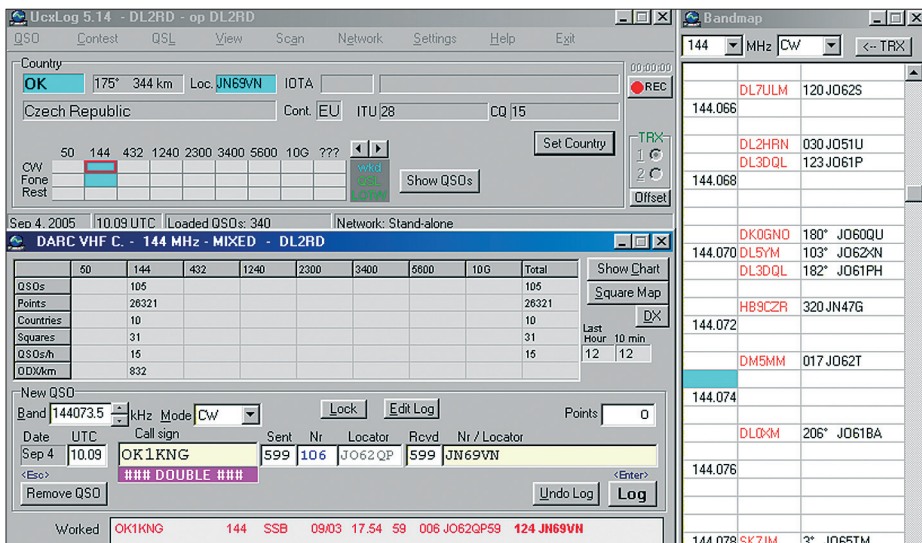 UcxLog 5.14 - DL2RD - op DL2RD
QSO Contest QSL View Scan Network Settings Help Exit
Country
OK 175° 344 km Loc. JN69VN IOTA
00:00:00
REC
Czech Republic Cont. EU ITU 28 CQ 15
Set Country
50 144 432 1240 2300 3400 5600 10G ???
CW
Fone
Rest
wkd
QSL
LOTW
Show QSOs
TRX
1
2
Offset
Sep 4. 2005 10.09 UTC Loaded QSOs: 340 Network: Stand-alone
DARC VHF C. - 144 MHz - MIXED - DL2RD
50 144 432 1240 2300 3400 5600 10G Total
QSOs 105 105
Points 26321 26321
Countries 10 10
Squares 31 31
QSOs/h 15 15
ODX/km 832
Show Chart
Square Map
DX
Last
Hour 10 min
12 12
New QSO
Band 144073.5 kHz Mode CW Lock Edit Log Points 0
Date UTC Call sign Sent Nr Locator Rcvd Nr / Locator
Sep 4 10.09 OK1KNG 599 106 JO62QP 599 JN69VN
<Esc> ### DOUBLE ### <Enter>
Remove QSO Undo Log Log
Worked OK1KNG 144 SSB 09/03 17.54 59 006 JO62QP59 124 JN69VN
Bandmap
144 MHz CW <-- TRX
DL7ULM 120 JO62S
144.066
DL2HRN 030 JO51U
DL3DQL 123 JO61P
144.068
DK0GNO 180° JO60QU
144.070 DL5YM 103° JO62XN
DL3DQL 182° JO61PH
HB9CZR 320 JN47G
144.072
DM5MM 017 JO62T
144.074
DL0XM 206° JO61BA
144.076
144.078 SK7JM 3° JO65TM